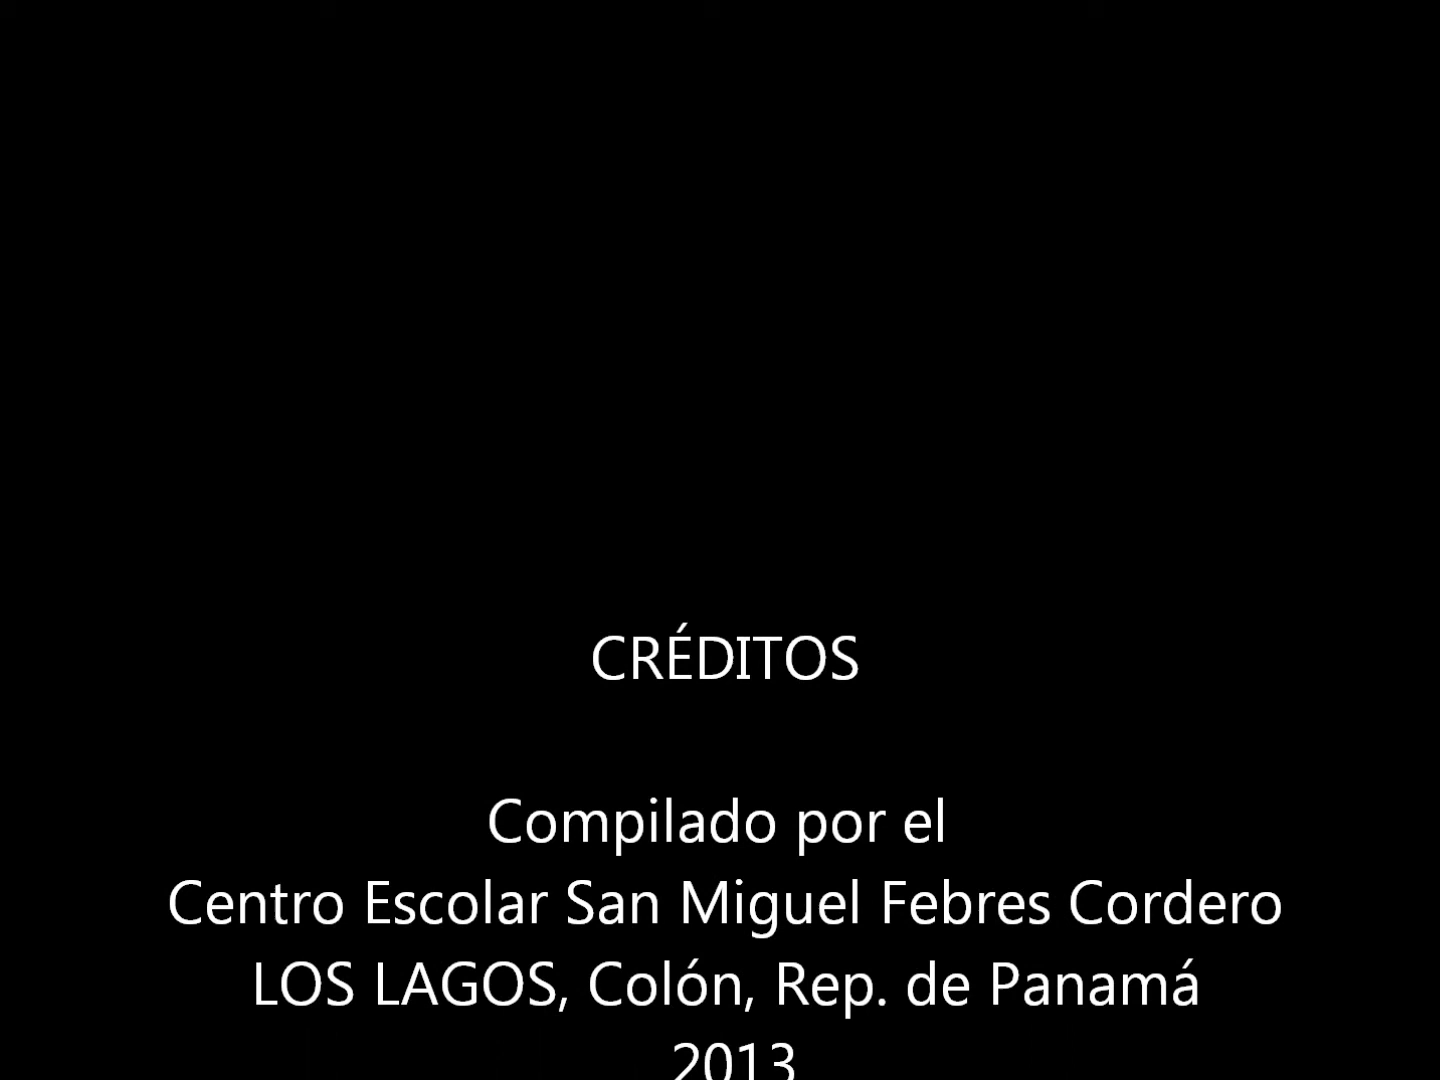 CRÉDITOS
Compilado por el
Centro Escolar San Miguel Febres Cordero
LOS LAGOS, Colón, Rep. de Panamá
2013